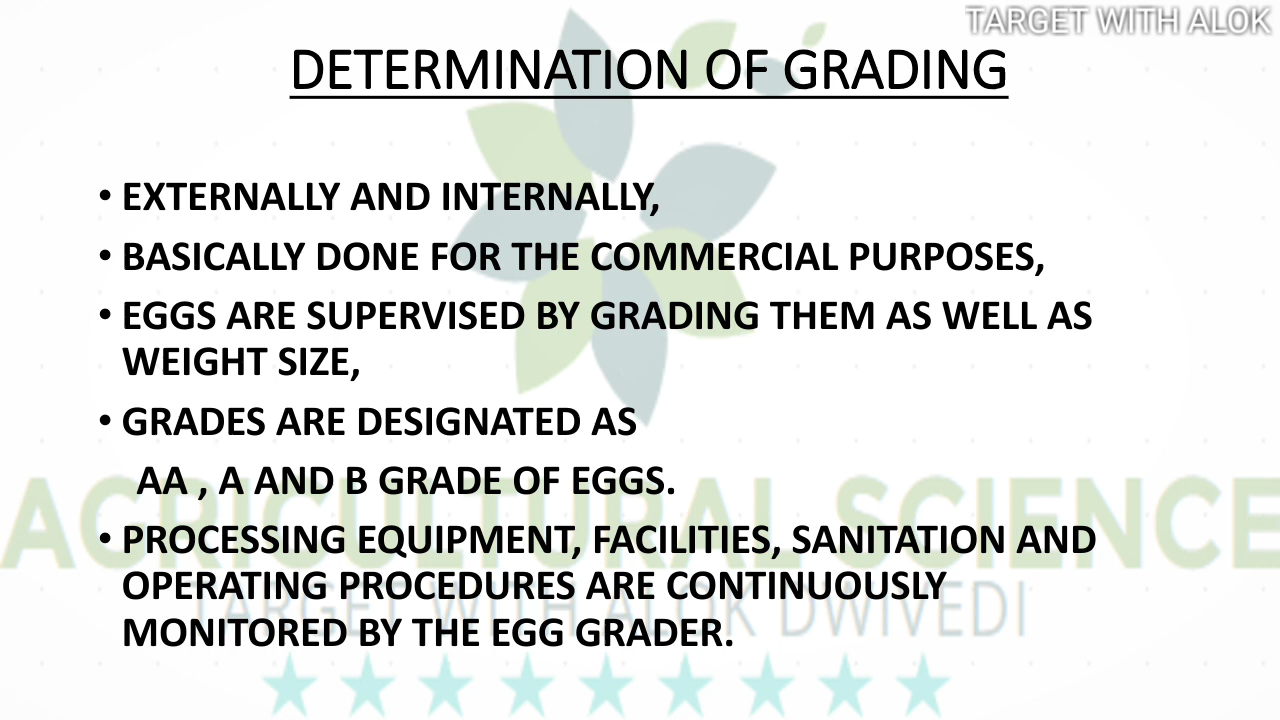 TARGET WITH ALOK
DETERMINATION OF GRADING
• EXTERNALLY AND INTERNALLY,
• BASICALLY DONE FOR THE COMMERCIAL PURPOSES,
• EGGS ARE SUPERVISED BY GRADING THEM AS WELL AS
WEIGHT SIZE,
• GRADES ARE DESIGNATED AS
AA , A AND B GRADE OF EGGS.
AGRICULTURAL SCIENCE
• PROCESSING EQUIPMENT, FACILITIES, SANITATION AND
OPERATING PROCEDURES ARE CONTINUOUSLY
TARGET WITH ALOK DWIVEDI
MONITORED BY THE EGG GRADER.